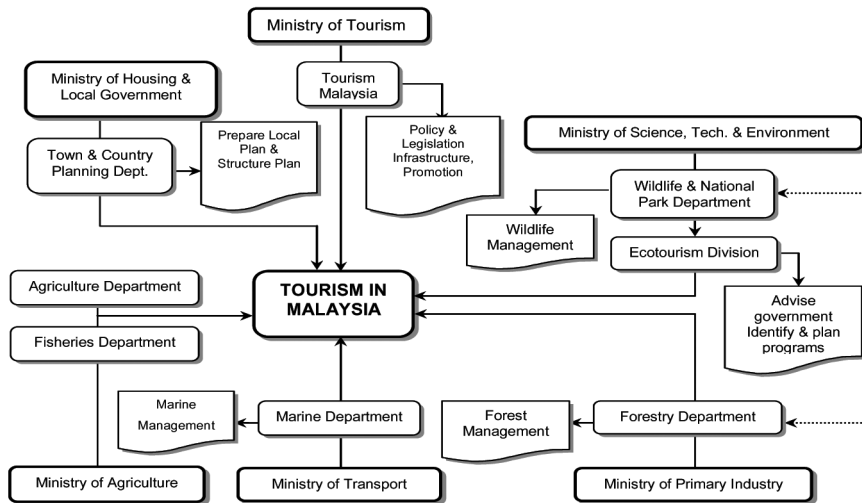 Ministry of Tourism
Ministry of Housing &
Local Government
Tourism
Malaysia
Town & Country
Planning Dept.
Prepare Local
Plan &
Structure Plan
Policy &
Legislation
Infrastructure,
Promotion
Ministry of Science, Tech. & Environment
Wildlife & National
Park Department
Wildlife
Management
Ecotourism Division
Advise
government
Identify & plan
programs
TOURISM IN
MALAYSIA
Agriculture Department
Fisheries Department
Marine
Management
Marine Department
Forest
Management
Forestry Department
Ministry of Agriculture
Ministry of Transport
Ministry of Primary Industry